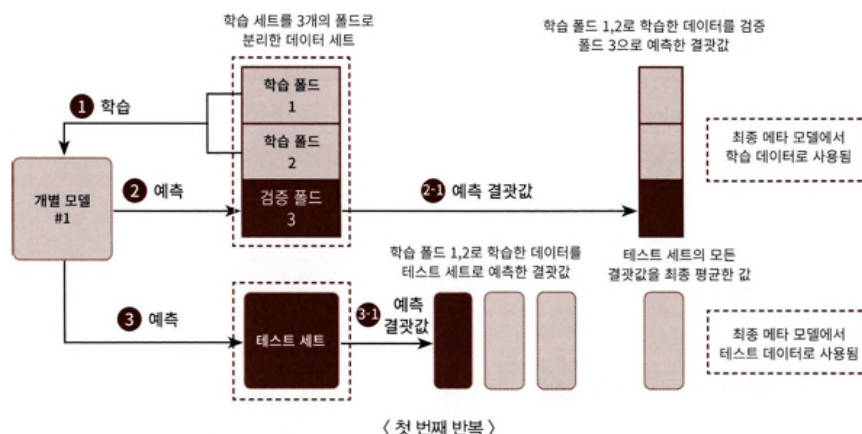 학습 세트를 3개의 폴드로
분리한 데이터 세트
학습 폴드 1,2로 학습한 데이터를 검증
폴드 3으로 예측한 결괏값
1 학습
학습 폴드
1
학습 폴드
2
검증 폴드
3
개별 모델
#1
2 예측
2-1 예측 결괏값
최종 메타 모델에서
학습 데이터로 사용됨
학습 폴드 1,2로 학습한 데이터를
테스트 세트로 예측한 결괏값
테스트 세트의 모든
결괏값을 최종 평균한 값
3 예측
테스트 세트
3-1 예측
결괏값
최종 메타 모델에서
테스트 데이터로 사용됨
< 첫 번째 반복 >